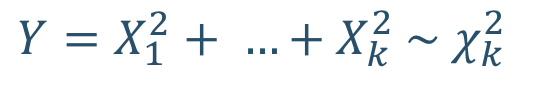 Y = X₁² + … + Xₖ² ~ χₖ²